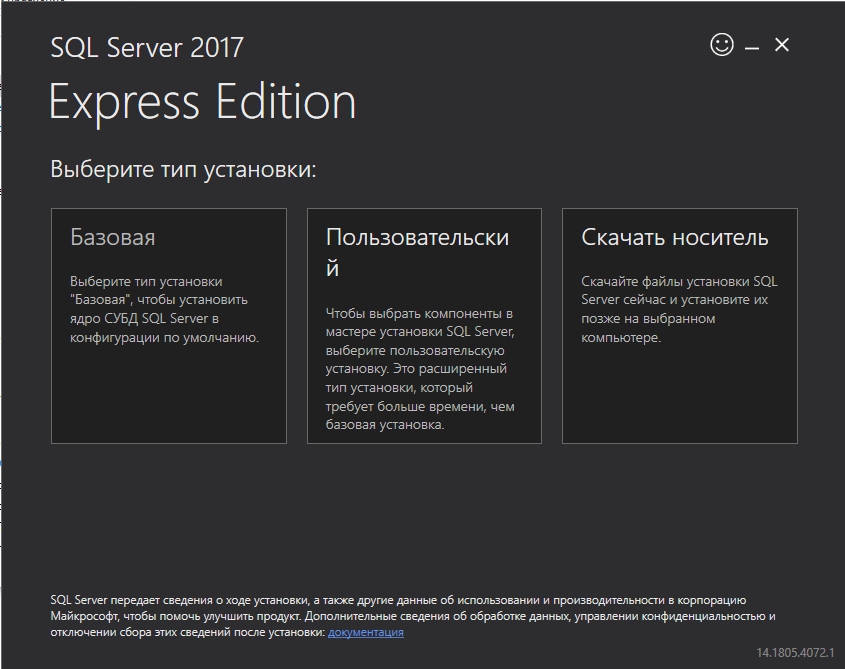 SQL Server 2017
Express Edition
Выберите тип установки:
Базовая
Выберите тип установки
"Базовая", чтобы установить
ядро СУБД SQL Server в
конфигурации по умолчанию.
Пользовательски
й
Чтобы выбрать компоненты в
мастере установки SQL Server,
выберите пользовательскую
установку. Это расширенный
тип установки, который
требует больше времени, чем
базовая установка.
Скачать носитель
Скачайте файлы установки SQL
Server сейчас и установите их
позже на выбранном
компьютере.
SQL Server передает сведения о ходе установки, а также другие данные об использовании и производительности в корпорацию
Майкрософт, чтобы помочь улучшить продукт. Дополнительные сведения об обработке данных, управлении конфиденциальностью и
отключении сбора этих сведений после установки: документация
14.1805.4072.1